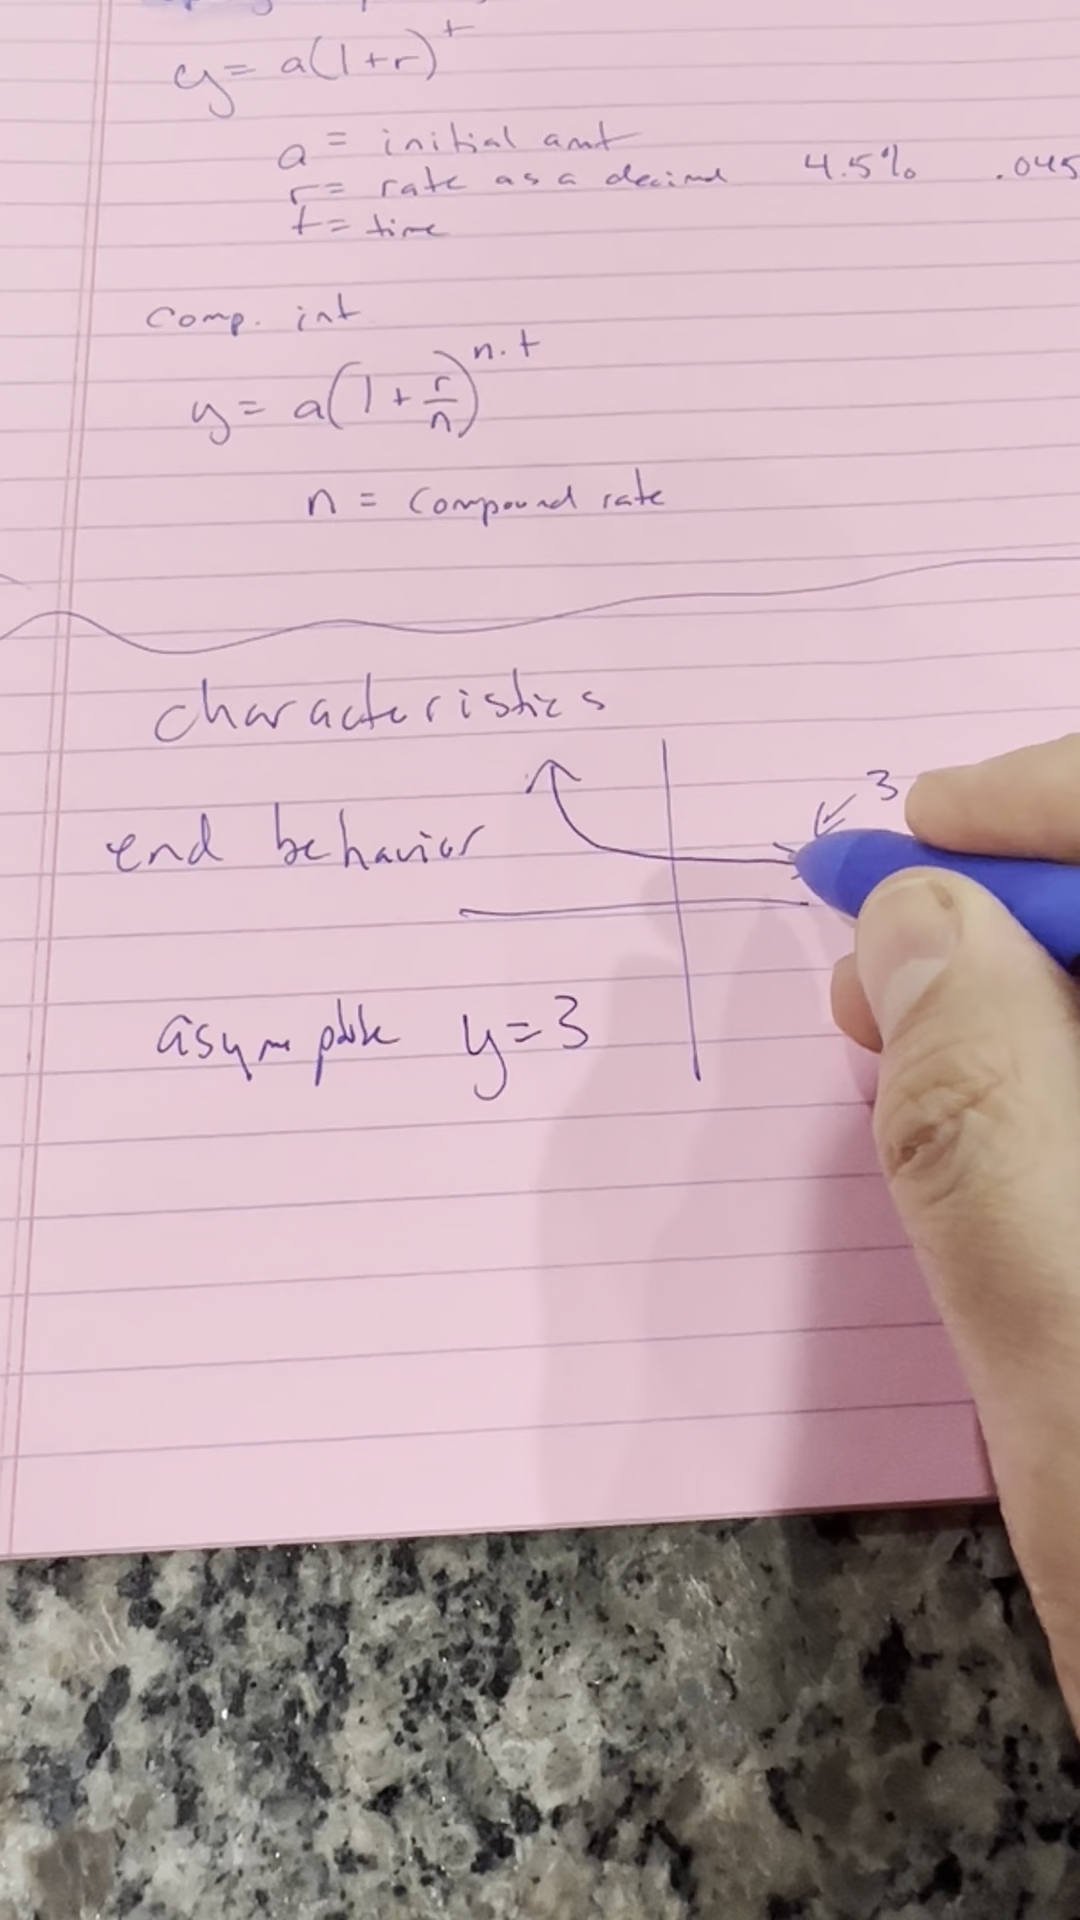 y = a(1+r)^t
a = initial amt
r = rate as a decimal 4.5% .045
t = time
Comp. int
y = a(1 + r/n)^n·t
n = Compound rate
Characteristics
3
end behavior
asymptote y=3